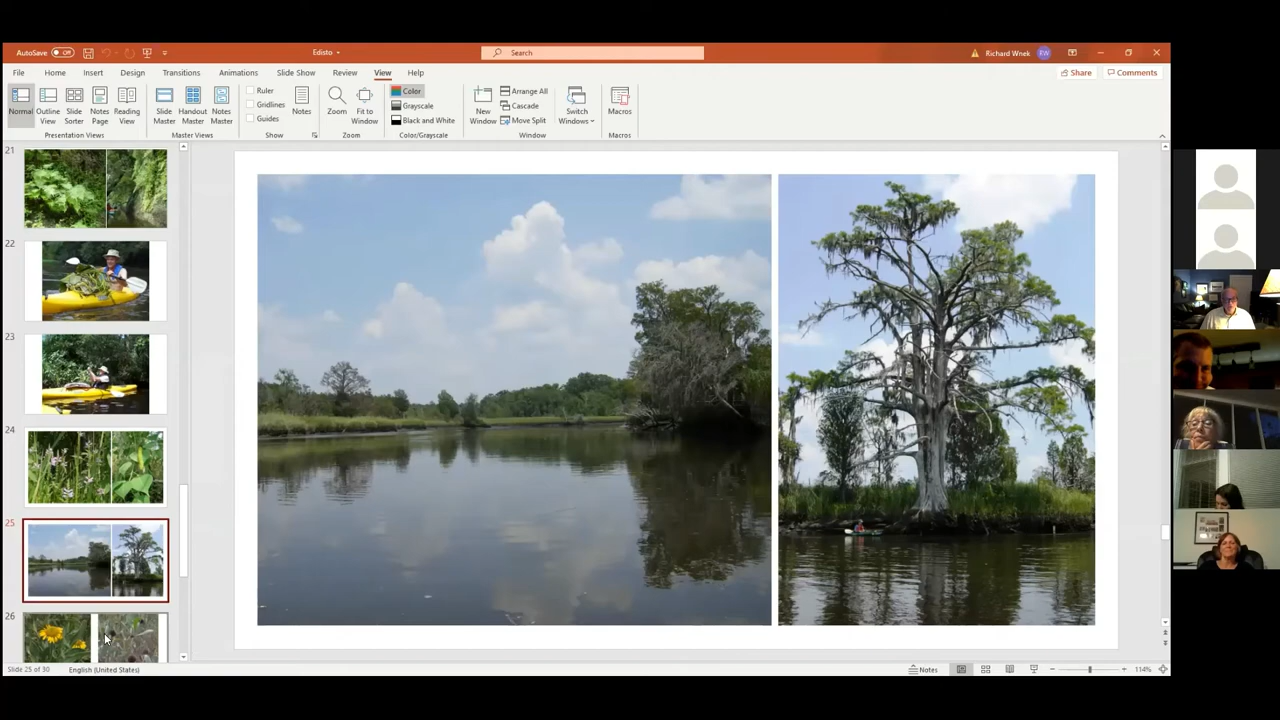 AutoSave Off
Edisto
Search
Richard Wnek RW
File Home Insert Design Transitions Animations Slide Show Review View Help
Share Comments
Normal Outline View Slide Sorter Notes Page Reading View
Presentation Views
Slide Master Handout Master Notes Master
Master Views
Ruler
Gridlines
Guides
Notes
Show
Zoom Fit to Window
Zoom
Color
Grayscale
Black and White
Color/Grayscale
New Window
Arrange All
Cascade
Move Split
Switch Windows
Window
Macros
Macros
21
22
23
24
25
26
Slide 25 of 30 English (United States)
Notes
114%